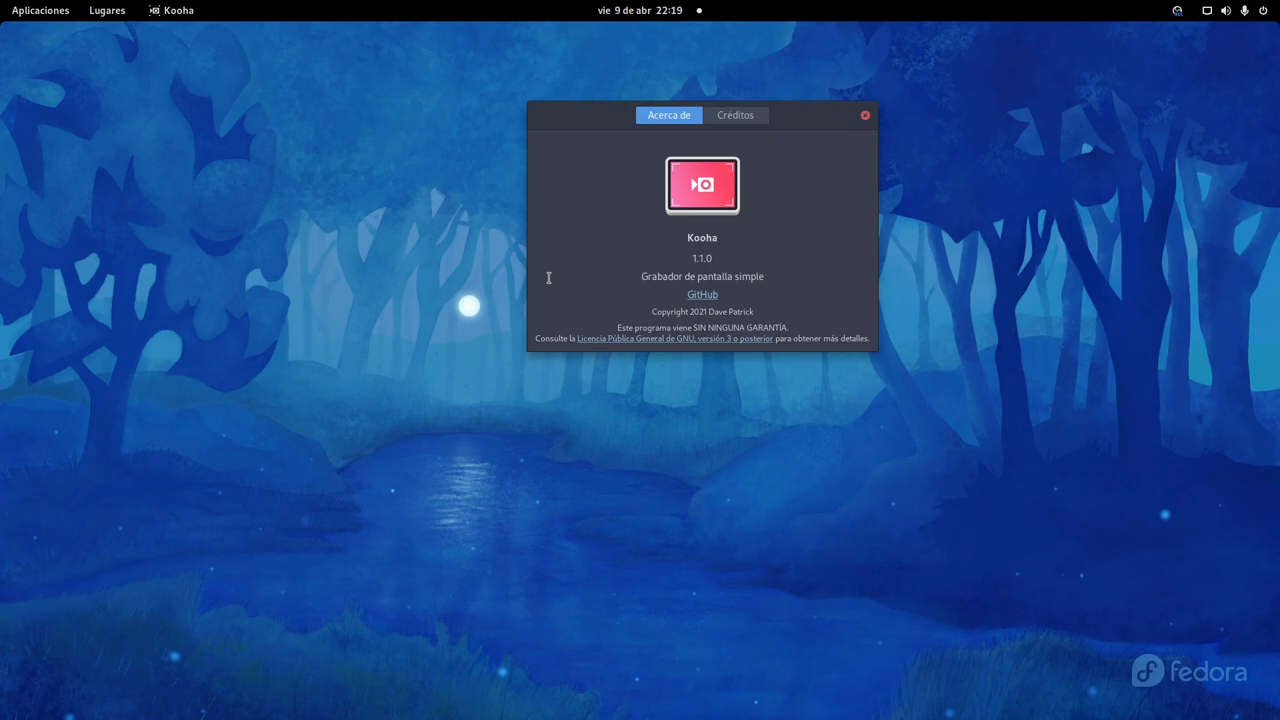 Aplicaciones Lugares Kooha vie 9 de abr 22:19
Acerca de Créditos
Kooha
1.1.0
Grabador de pantalla simple
GitHub
Copyright 2021 Dave Patrick
Este programa viene SIN NINGUNA GARANTÍA.
Consulte la Licencia Pública General de GNU, versión 3 o posterior para obtener más detalles.
fedora